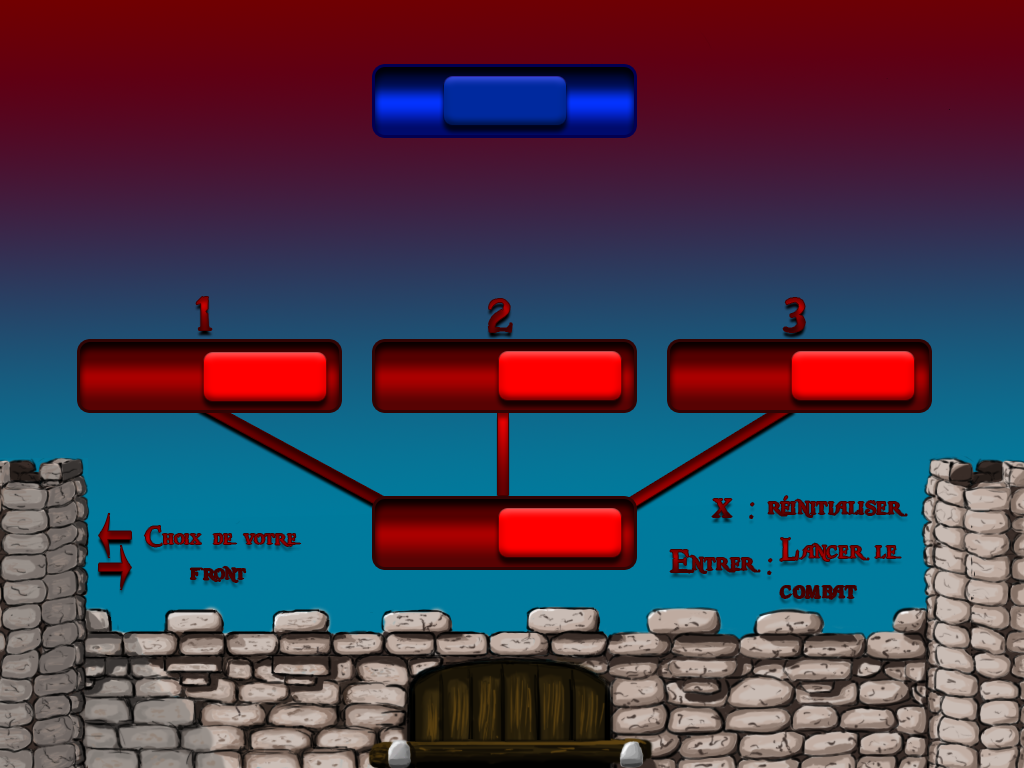 1 2 3
X : RÉINITIALISER
CHOIX DE VOTRE
FRONT
ENTRER : LANCER LE
COMBAT